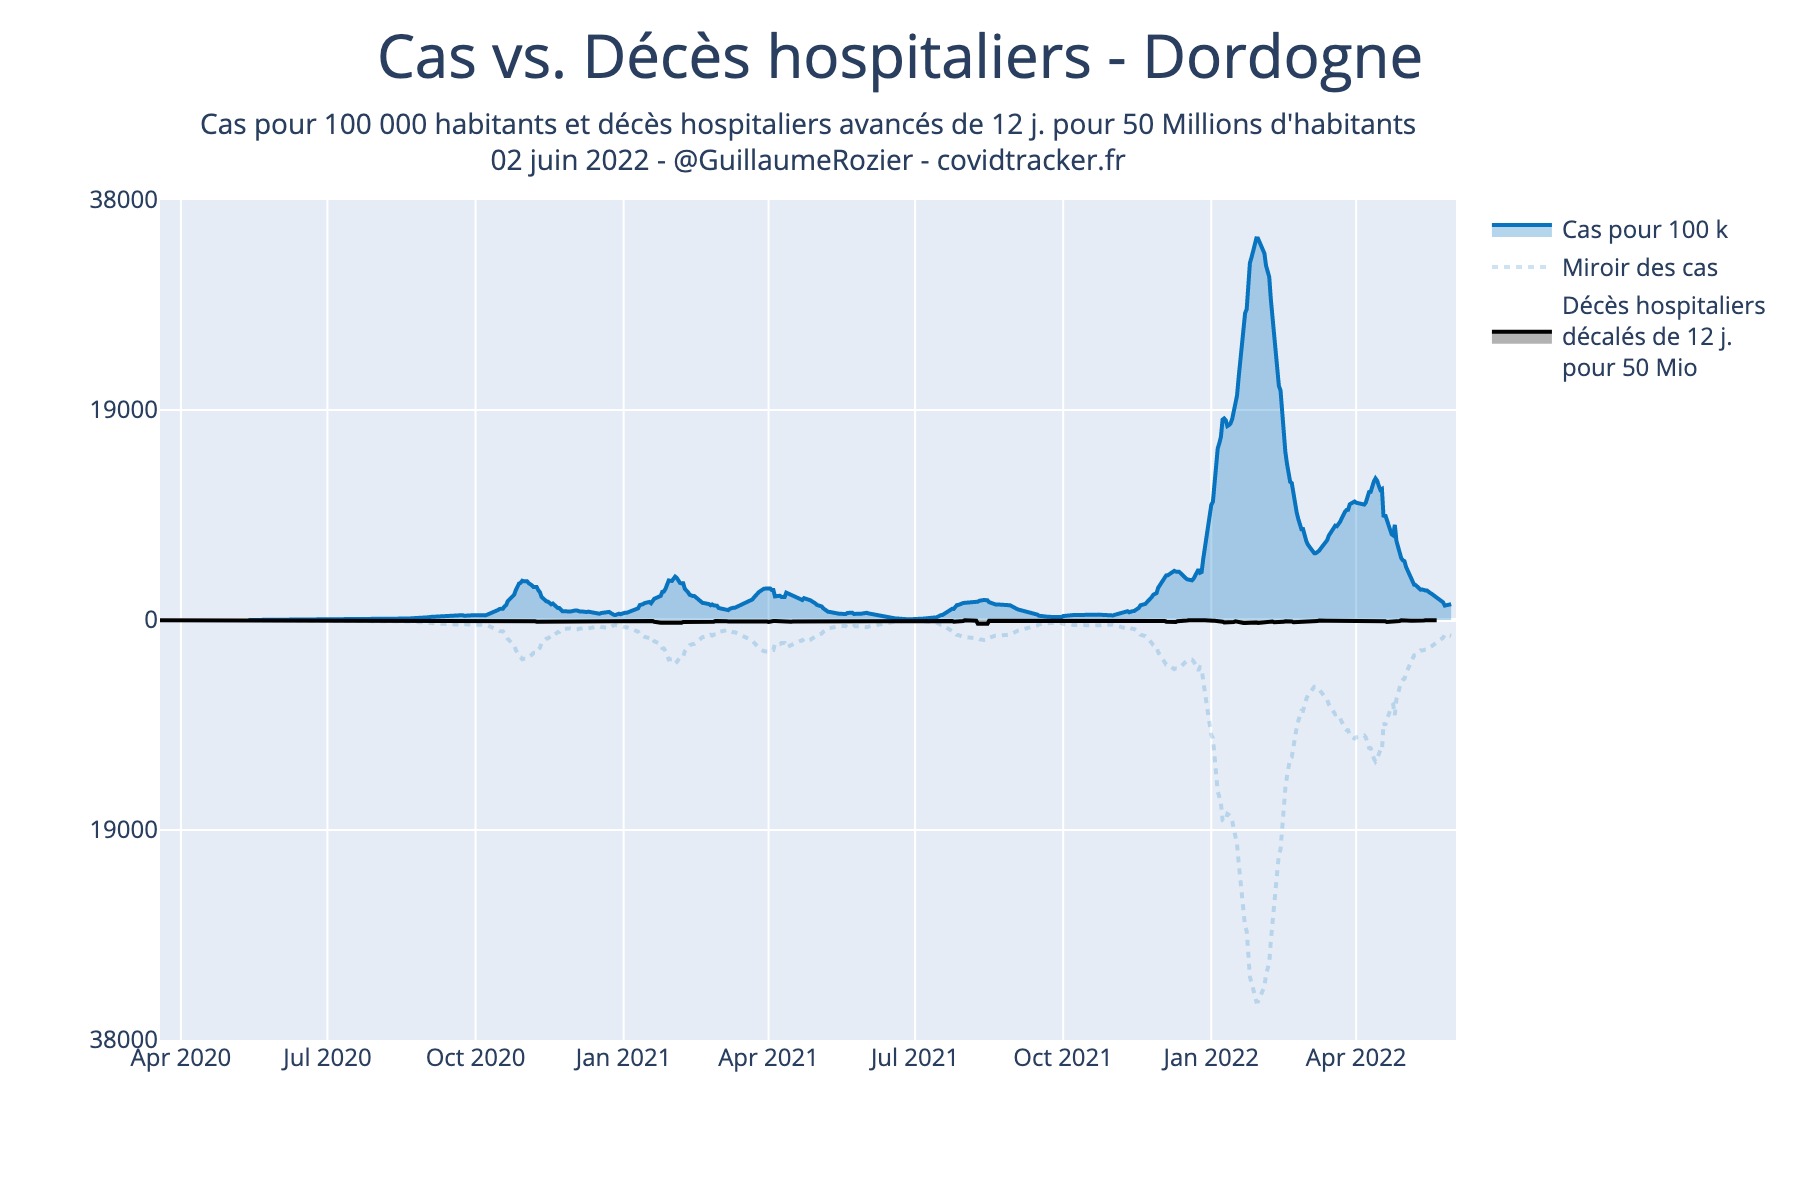 Cas vs. Décès hospitaliers - Dordogne
Cas pour 100 000 habitants et décès hospitaliers avancés de 12 j. pour 50 Millions d'habitants
02 juin 2022 - @GuillaumeRozier - covidtracker.fr
38000
19000
0
19000
38000
Apr 2020
Jul 2020
Oct 2020
Jan 2021
Apr 2021
Jul 2021
Oct 2021
Jan 2022
Apr 2022
Cas pour 100 k
Miroir des cas
Décès hospitaliers
décalés de 12 j.
pour 50 Mio